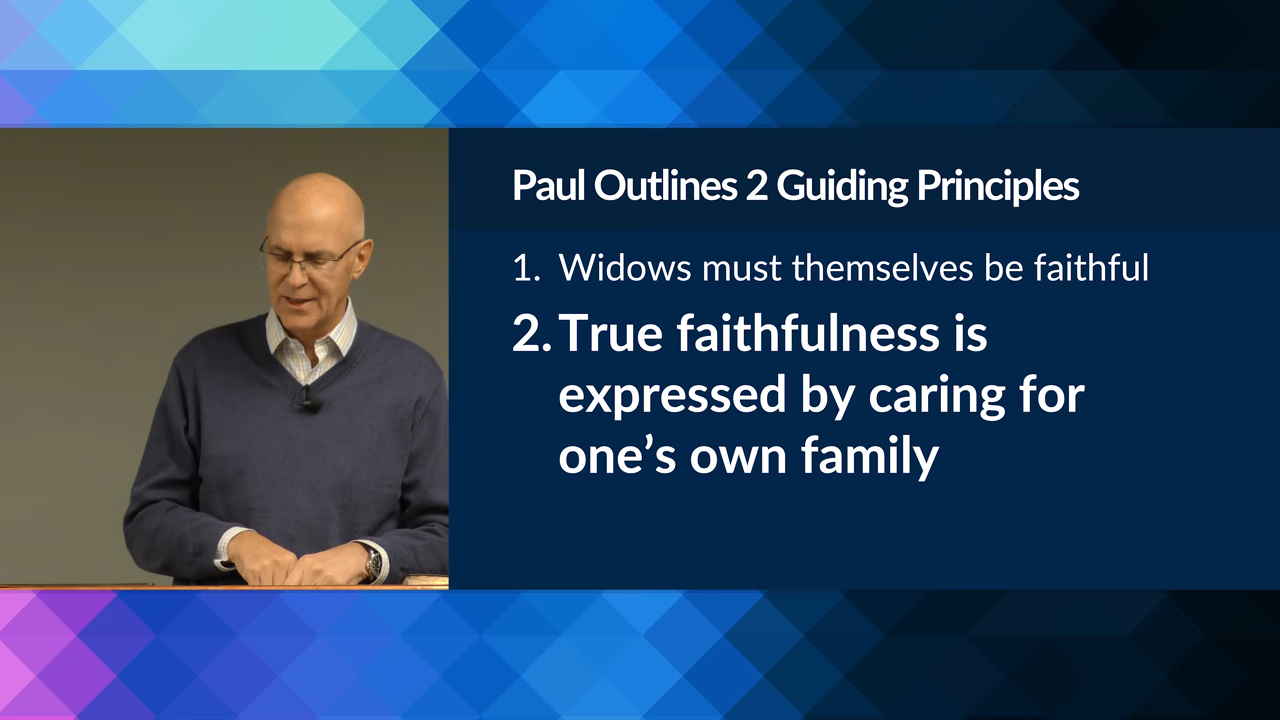 Paul Outlines 2 Guiding Principles
1. Widows must themselves be faithful
2. True faithfulness is
expressed by caring for
one’s own family